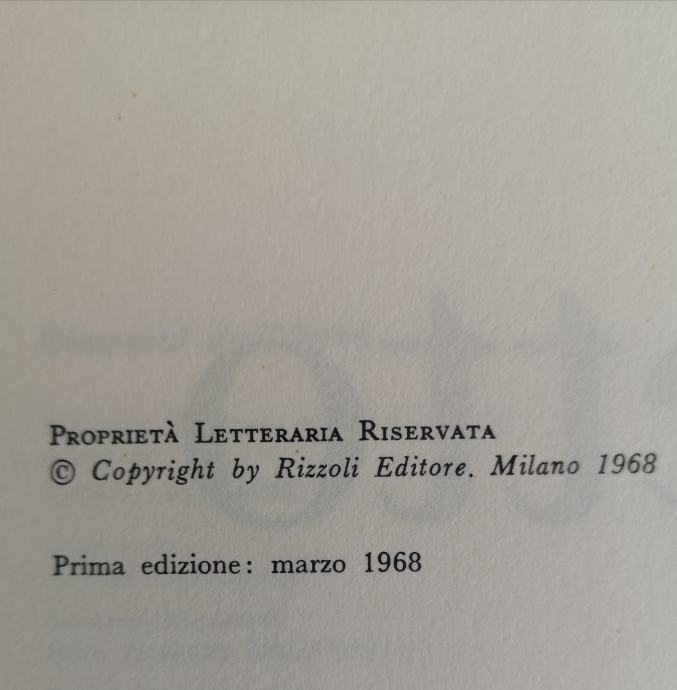 PROPRIETÀ LETTERARIA RISERVATA
© Copyright by Rizzoli Editore. Milano 1968
Prima edizione: marzo 1968